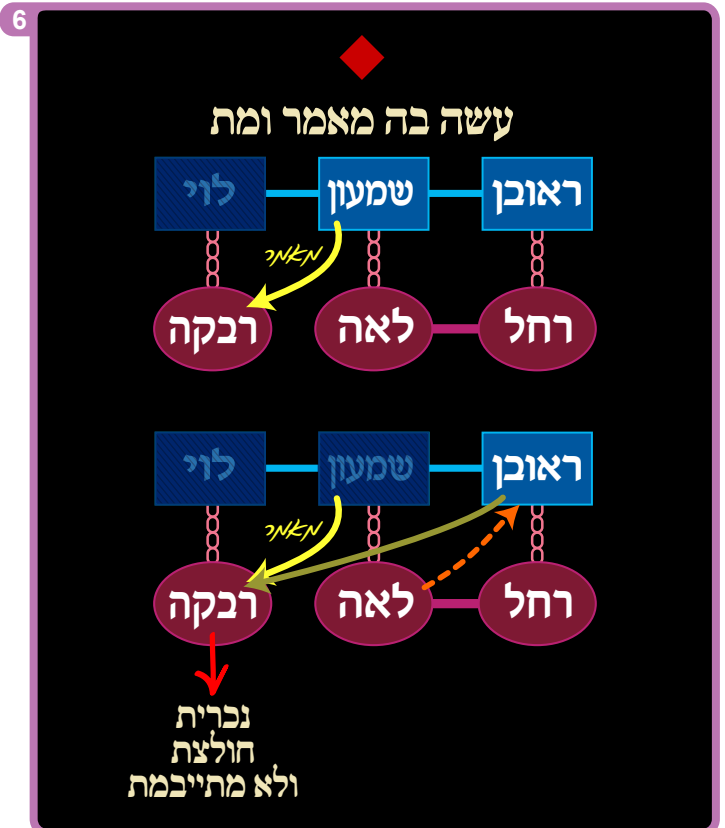 6
עשה בה מאמר ומת
ראובן שמעון לוי
מאמר
רחל לאה רבקה
ראובן שמעון לוי
מאמר
רחל לאה רבקה
נכרית
חולצת
ולא מתייבמת